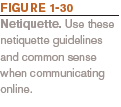 FIGURE 1-30
Netiquette. Use these
netiquette guidelines
and common sense
when communicating
online.